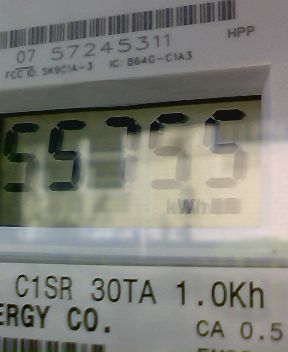 07 57245311
HPP
FCC ID: SK9C1A-3 IC: 864G-C1A3
55755
kWh
C1SR 30TA 1.0Kh
ERGY CO.
CA 0.5